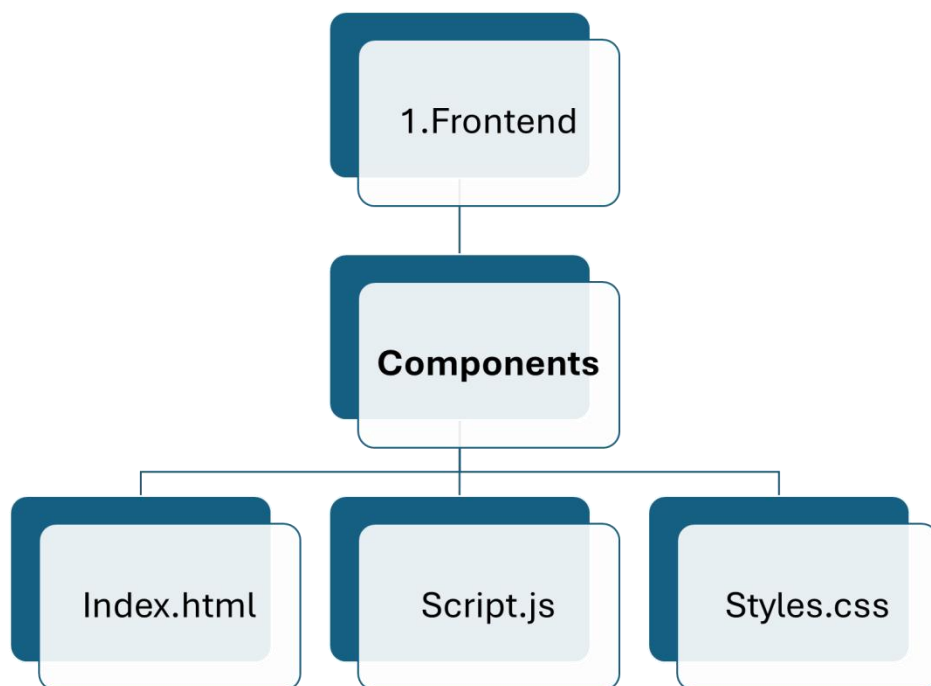 1.Frontend
Components
Index.html
Script.js
Styles.css